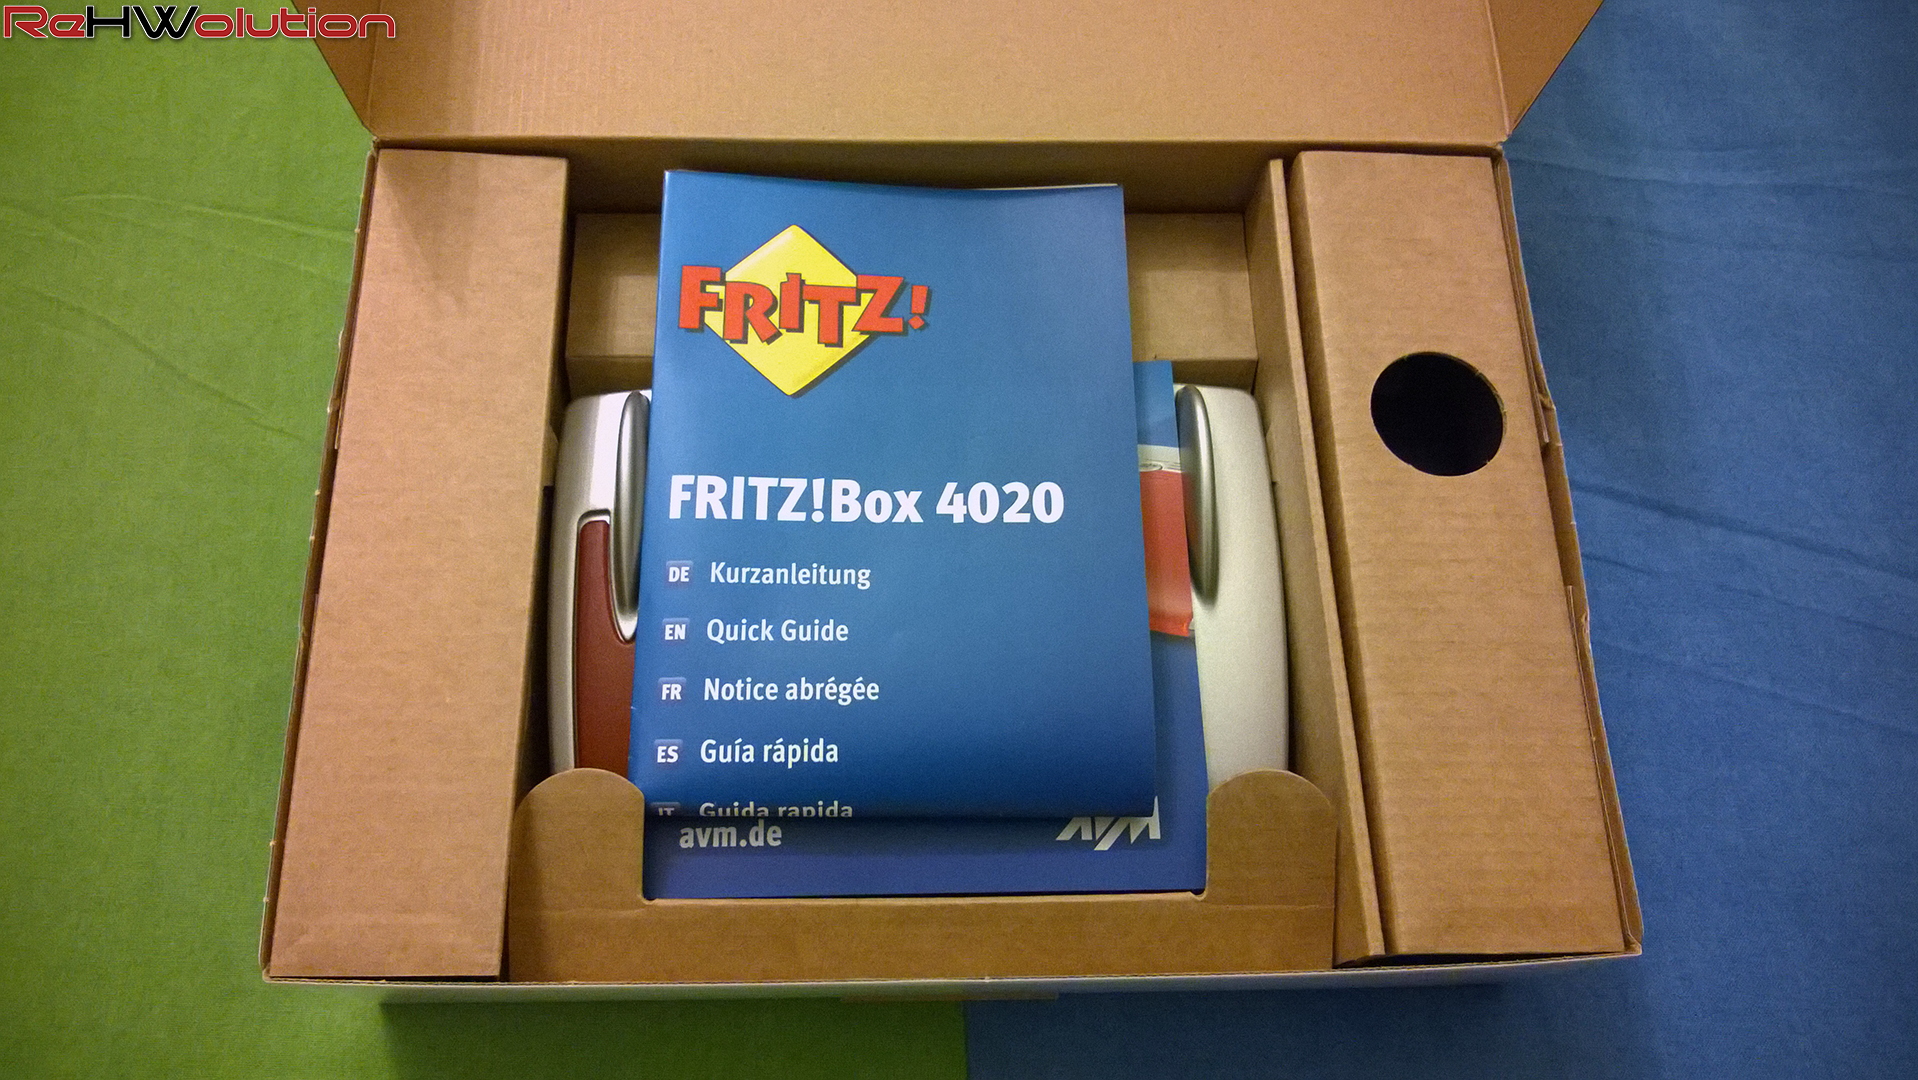 ReHWolution
FRITZ!
FRITZ!Box 4020
DE Kurzanleitung
EN Quick Guide
FR Notice abrégée
ES Guía rápida
IT Guida rapida
avm.de
AVM